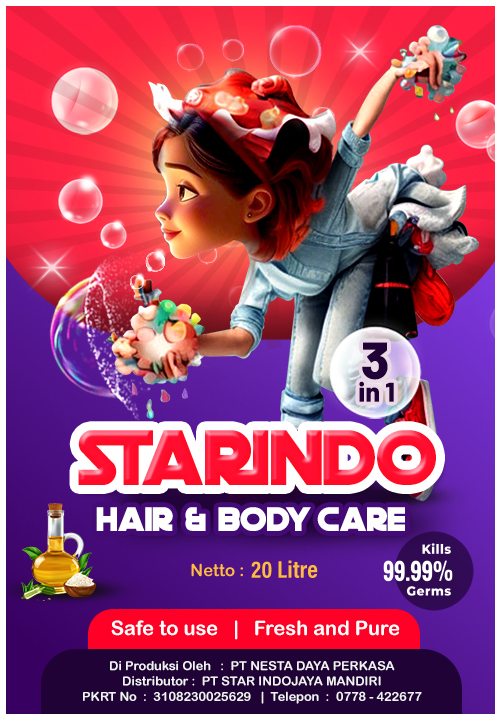 3
in 1
STARINDO
HAIR & BODY CARE
Netto : 20 Litre
Kills
99.99%
Germs
Safe to use | Fresh and Pure
Di Produksi Oleh : PT NESTA DAYA PERKASA
Distributor : PT STAR INDOJAYA MANDIRI
PKRT No : 3108230025629 | Telepon : 0778 - 422677